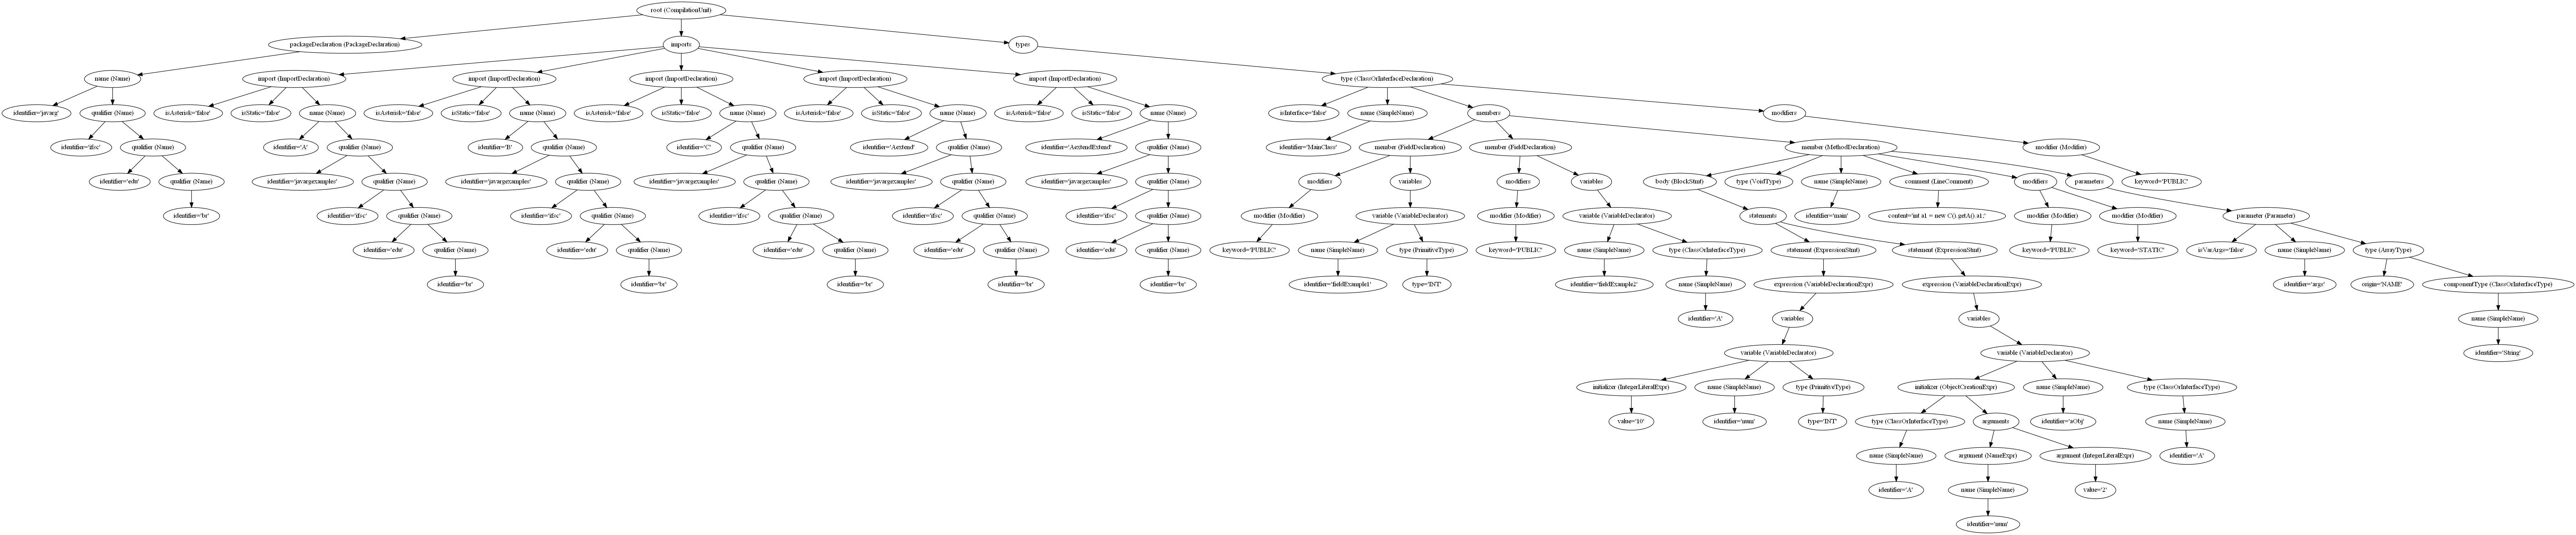 root (CompilationUnit)
packageDeclaration (PackageDeclaration) imports types
name (Name) import (ImportDeclaration) import (ImportDeclaration) import (ImportDeclaration) import (ImportDeclaration) import (ImportDeclaration) type (ClassOrInterfaceDeclaration)
identifier='javarg' qualifier (Name) isAsterisk='false' isStatic='false' name (Name) isAsterisk='false' isStatic='false' name (Name) isAsterisk='false' isStatic='false' name (Name) isAsterisk='false' isStatic='false' name (Name) isAsterisk='false' isStatic='false' name (Name) isInterface='false' name (SimpleName) members modifiers
identifier='ifsc' qualifier (Name) identifier='A' qualifier (Name) identifier='B' qualifier (Name) identifier='C' qualifier (Name) identifier='Aextend' qualifier (Name) identifier='AextendExtend' qualifier (Name) identifier='MainClass' member (FieldDeclaration) member (FieldDeclaration) member (MethodDeclaration) modifier (Modifier)
identifier='edu' qualifier (Name) identifier='javargexamples' qualifier (Name) identifier='javargexamples' qualifier (Name) identifier='javargexamples' qualifier (Name) identifier='javargexamples' qualifier (Name) identifier='javargexamples' qualifier (Name) modifiers variables modifiers variables body (BlockStmt) type (VoidType) name (SimpleName) comment (LineComment) modifiers parameters keyword='PUBLIC'
identifier='br' identifier='ifsc' qualifier (Name) identifier='ifsc' qualifier (Name) identifier='ifsc' qualifier (Name) identifier='ifsc' qualifier (Name) identifier='ifsc' qualifier (Name) modifier (Modifier) variable (VariableDeclarator) modifier (Modifier) variable (VariableDeclarator) statements identifier='main' content='int a1 = new C().getA().a1;' modifier (Modifier) modifier (Modifier) parameter (Parameter)
identifier='edu' qualifier (Name) identifier='edu' qualifier (Name) identifier='edu' qualifier (Name) identifier='edu' qualifier (Name) identifier='edu' qualifier (Name) keyword='PUBLIC' name (SimpleName) type (PrimitiveType) keyword='PUBLIC' name (SimpleName) type (ClassOrInterfaceType) statement (ExpressionStmt) statement (ExpressionStmt) keyword='PUBLIC' keyword='STATIC' isVarArgs='false' name (SimpleName) type (ArrayType)
identifier='br' identifier='br' identifier='br' identifier='br' identifier='br' identifier='fieldExample1' type='INT' identifier='fieldExample2' name (SimpleName) expression (VariableDeclarationExpr) expression (VariableDeclarationExpr) identifier='args' origin='NAME' componentType (ClassOrInterfaceType)
identifier='A' variables variables name (SimpleName)
variable (VariableDeclarator) variable (VariableDeclarator) identifier='String'
initializer (IntegerLiteralExpr) name (SimpleName) type (PrimitiveType) initializer (ObjectCreationExpr) name (SimpleName) type (ClassOrInterfaceType)
value='10' identifier='num' type='INT' type (ClassOrInterfaceType) arguments identifier='aObj' name (SimpleName)
name (SimpleName) argument (NameExpr) argument (IntegerLiteralExpr) identifier='A'
identifier='A' name (SimpleName) value='2'
identifier='num'